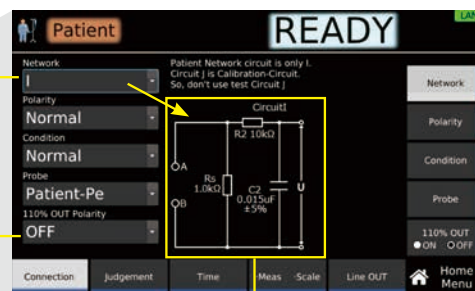 LAN
Patient
READY
Network
I
Patient Network circuit is only I.
Circuit J is Calibration-Circuit.
So, don't use test Circuit J
Polarity
Normal
Condition
Normal
Probe
Patient-Pe
110% OUT Polarity
OFF
CircuitI
R2 10kΩ
A
Rs
1.0kΩ
C2
0.015uF
±5%
U
B
Network
Polarity
Condition
Probe
110% OUT
ON OFF
Connection
Judgement
Time
Meas Scale
Line OUT
Home
Menu